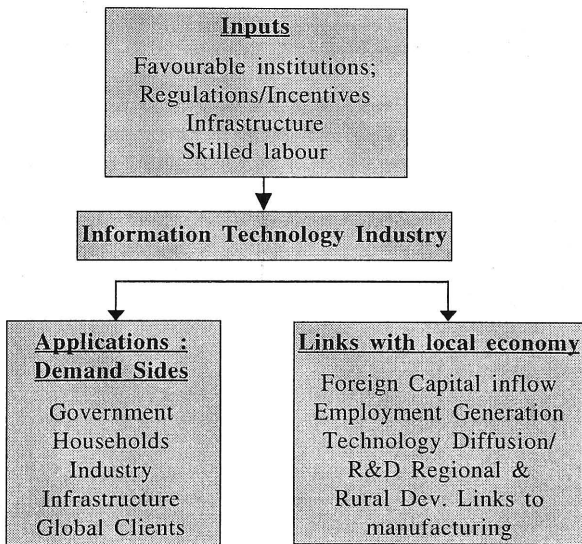 Inputs
Favourable institutions;
Regulations/Incentives
Infrastructure
Skilled labour
Information Technology Industry
Applications :
Demand Sides
Government
Households
Industry
Infrastructure
Global Clients
Links with local economy
Foreign Capital inflow
Employment Generation
Technology Diffusion/
R&D Regional &
Rural Dev. Links to
manufacturing